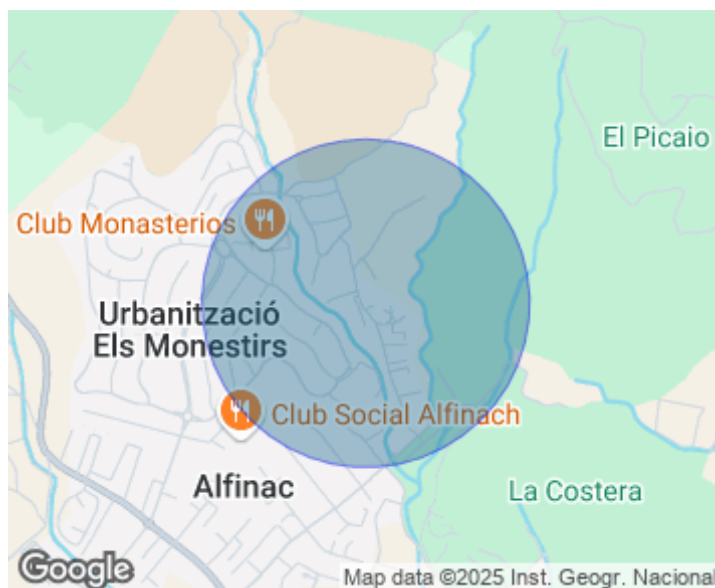 El Picaio
Club Monasterios
Urbanització
Els Monestirs
Club Social Alfinach
Alfinac
La Costera
Google
Map data ©2025 Inst. Geogr. Nacional